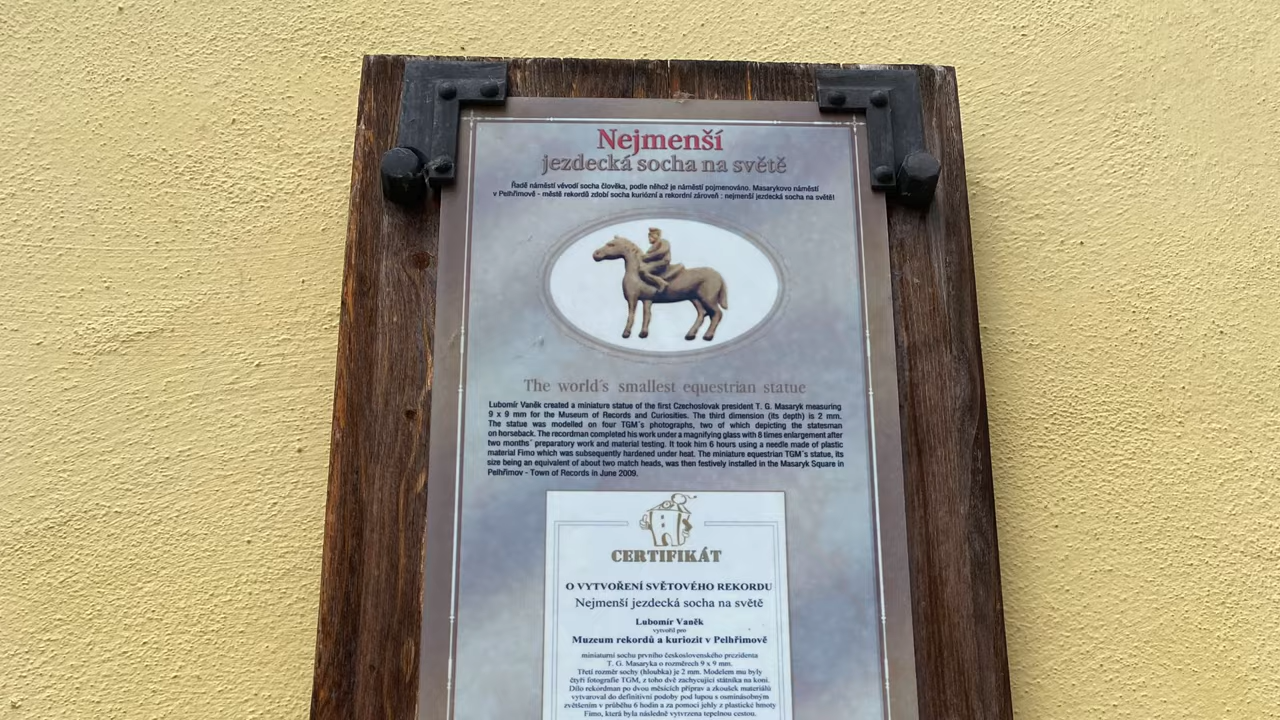 Nejmenší
jezdecká socha na světě
Řadě náměstí vévodí socha člověka, podle něhož je náměstí pojmenováno. Masarykovo náměstí
v Pelhřimově - městě rekordů zdobí socha kuriózní a rekordní zároveň : nejmenší jezdecká socha na světě!
The world´s smallest equestrian statue
Lubomír Vaněk created a miniature statue of the first Czechoslovak president T. G. Masaryk measuring
9 x 9 mm for the Museum of Records and Curiosities. The third dimension (its depth) is 2 mm.
The statue was modelled on four TGM´s photographs, two of which depicting the statesman
on horseback. The recordman completed his work under a magnifying glass with 8 times enlargement after
two months´ preparatory work and material testing. It took him 6 hours using a needle made of plastic
material Fimo which was subsequently hardened under heat. The miniature equestrian TGM´s statue, its
size being an equivalent of about two match heads, was then festively installed in the Masaryk Square in
Pelhřimov - Town of Records in June 2009.
CERTIFIKÁT
O VYTVOŘENÍ SVĚTOVÉHO REKORDU
Nejmenší jezdecká socha na světě
Lubomír Vaněk
vytvořil pro
Muzeum rekordů a kuriozit v Pelhřimově
miniaturní sochu prvního československého prezidenta
T. G. Masaryka o rozměrech 9 x 9 mm.
Třetí rozměr sochy (hloubka) je 2 mm. Modelem mu byly
čtyři fotografie TGM, z toho dvě zachycující státníka na koni.
Dílo rekordman po dvou měsících příprav a zkoušek materiálů
vytvaroval do definitivní podoby pod lupou s osminásobným
zvětšením v průběhu 6 hodin a za pomoci jehly z plastické hmoty
Fimo, která byla následně vytvrzena tepelnou cestou.